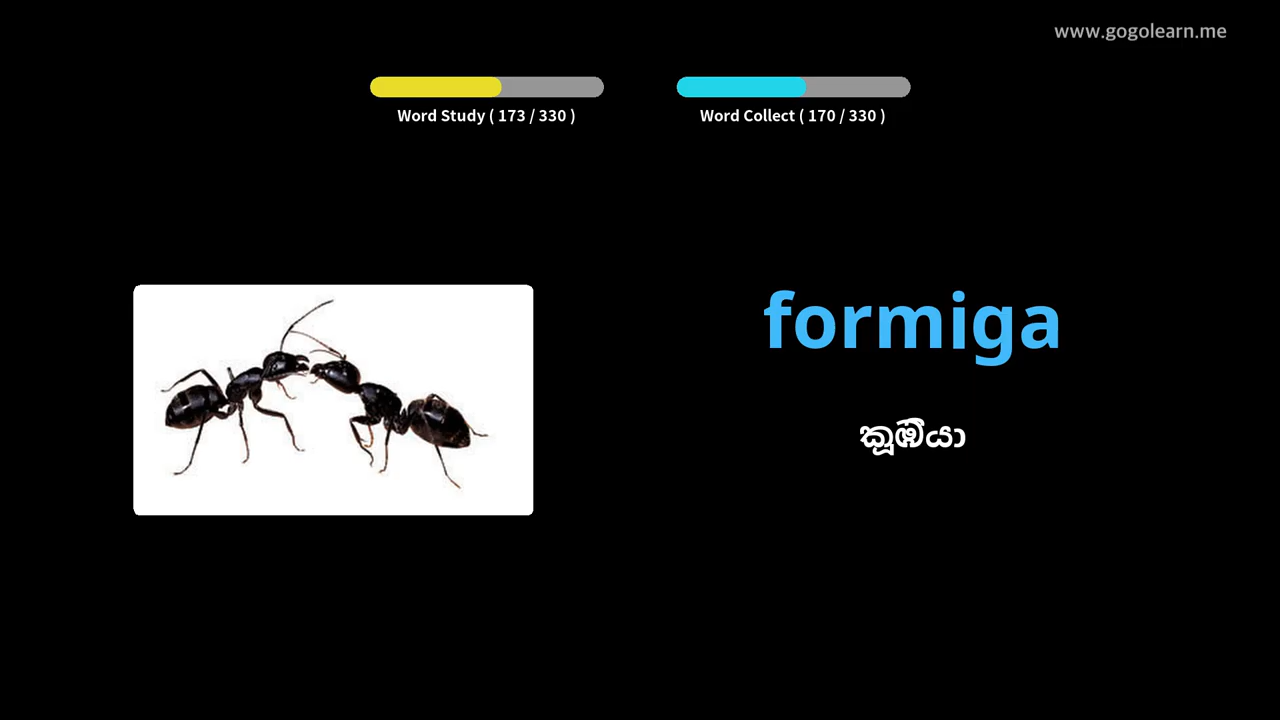 www.gogolearn.me
Word Study ( 173 / 330 )
Word Collect ( 170 / 330 )
formiga
කූඹියා